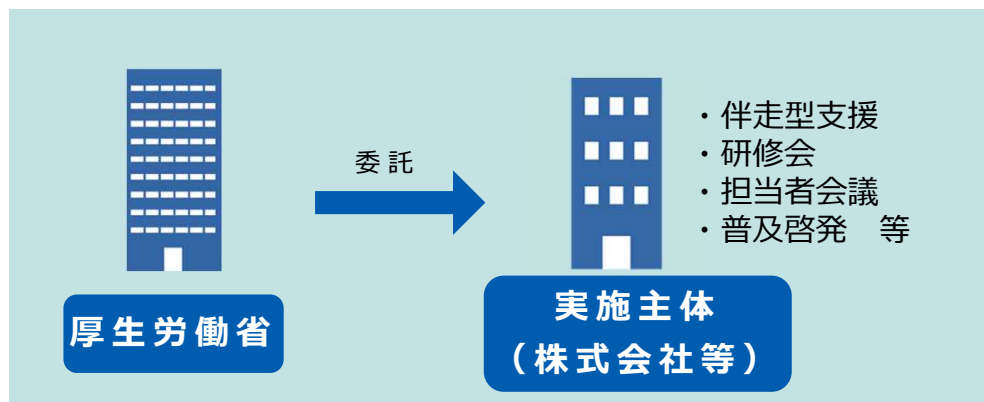 委託
・伴走型支援
・研修会
・担当者会議
・普及啓発　等
厚生労働省
実施主体
（株式会社等）